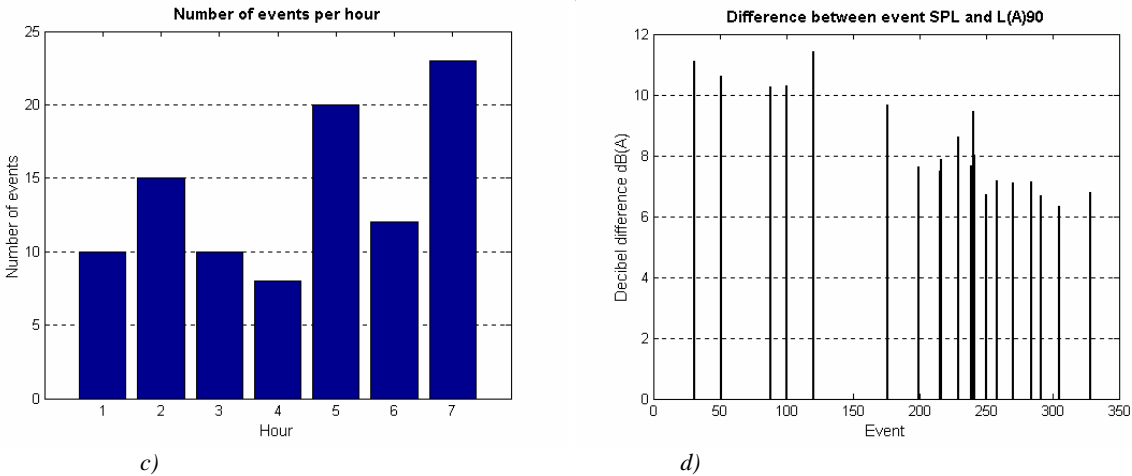 Number of events per hour
25
20
15
10
5
0
Number of events
1 2 3 4 5 6 7
Hour
c)
Difference between event SPL and L(A)90
12
10
8
6
4
2
0
Decibel difference dB(A)
0 50 100 150 200 250 300 350
Event
d)